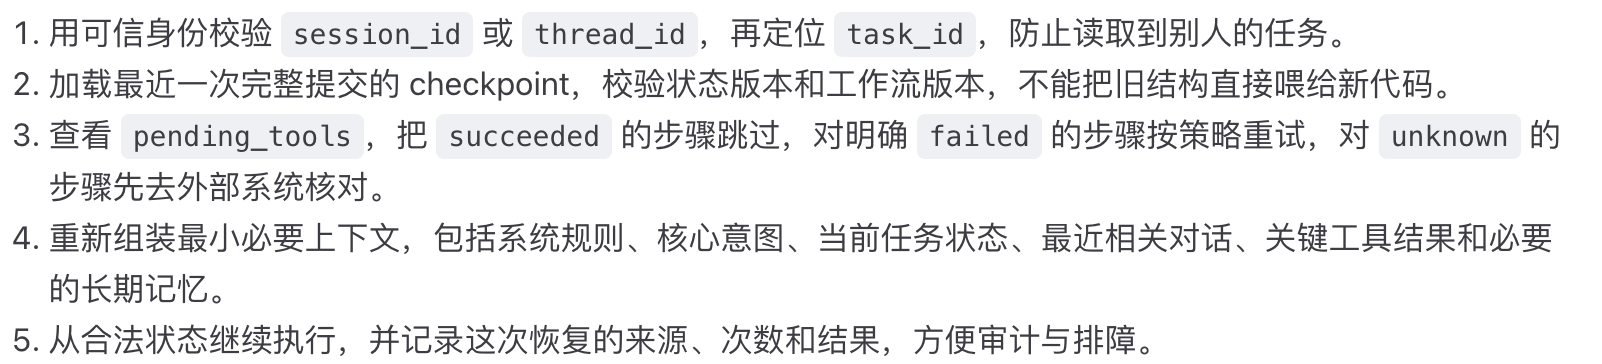 1. 用可信身份校验 session_id 或 thread_id，再定位 task_id，防止读取到别人的任务。
2. 加载最近一次完整提交的 checkpoint，校验状态版本和工作流版本，不能把旧结构直接喂给新代码。
3. 查看 pending_tools，把 succeeded 的步骤跳过，对明确 failed 的步骤按策略重试，对 unknown 的
步骤先去外部系统核对。
4. 重新组装最小必要上下文，包括系统规则、核心意图、当前任务状态、最近相关对话、关键工具结果和必要
的长期记忆。
5. 从合法状态继续执行，并记录这次恢复的来源、次数和结果，方便审计与排障。